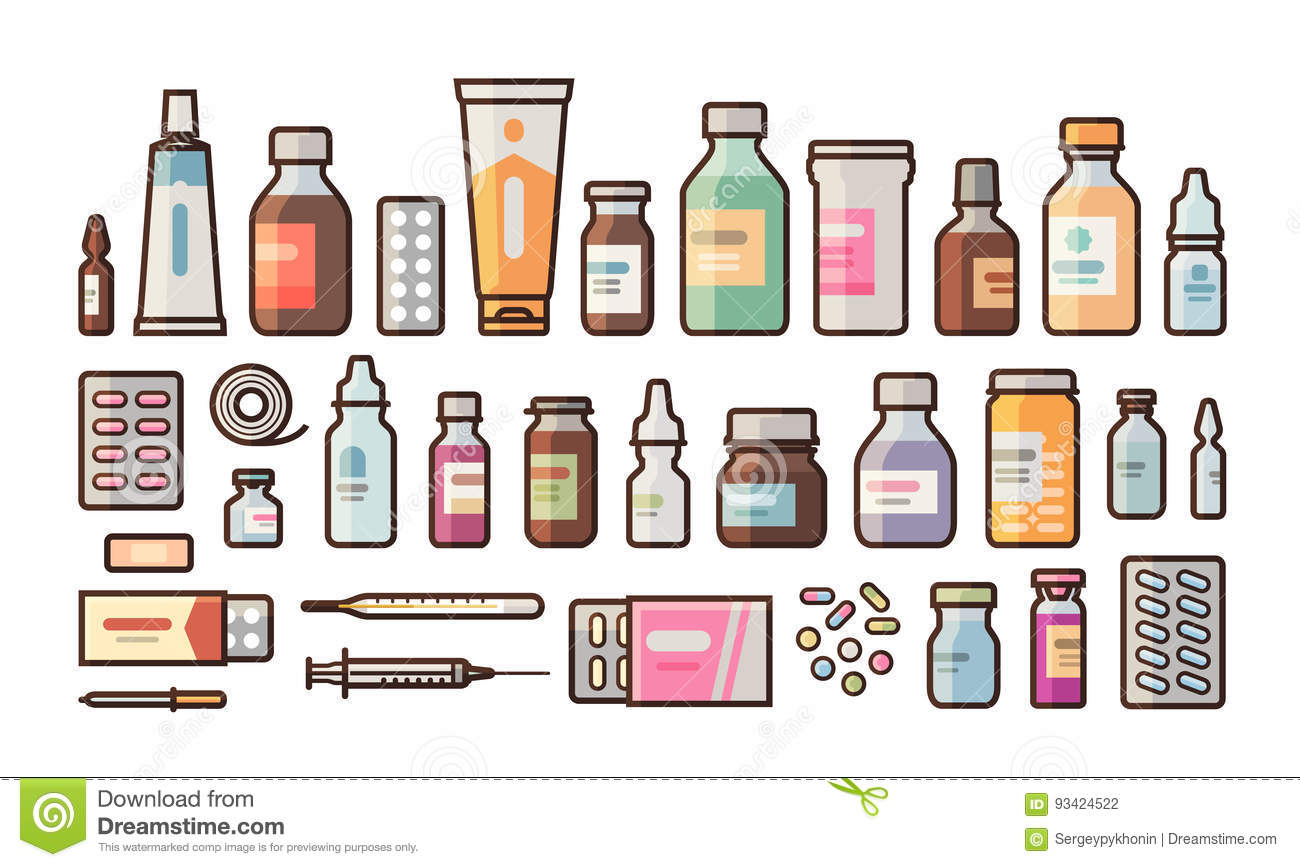 Download from
Dreamstime.com
This watermarked comp image is for previewing purposes only.
ID 93424522
© Sergeypykhonin | Dreamstime.com